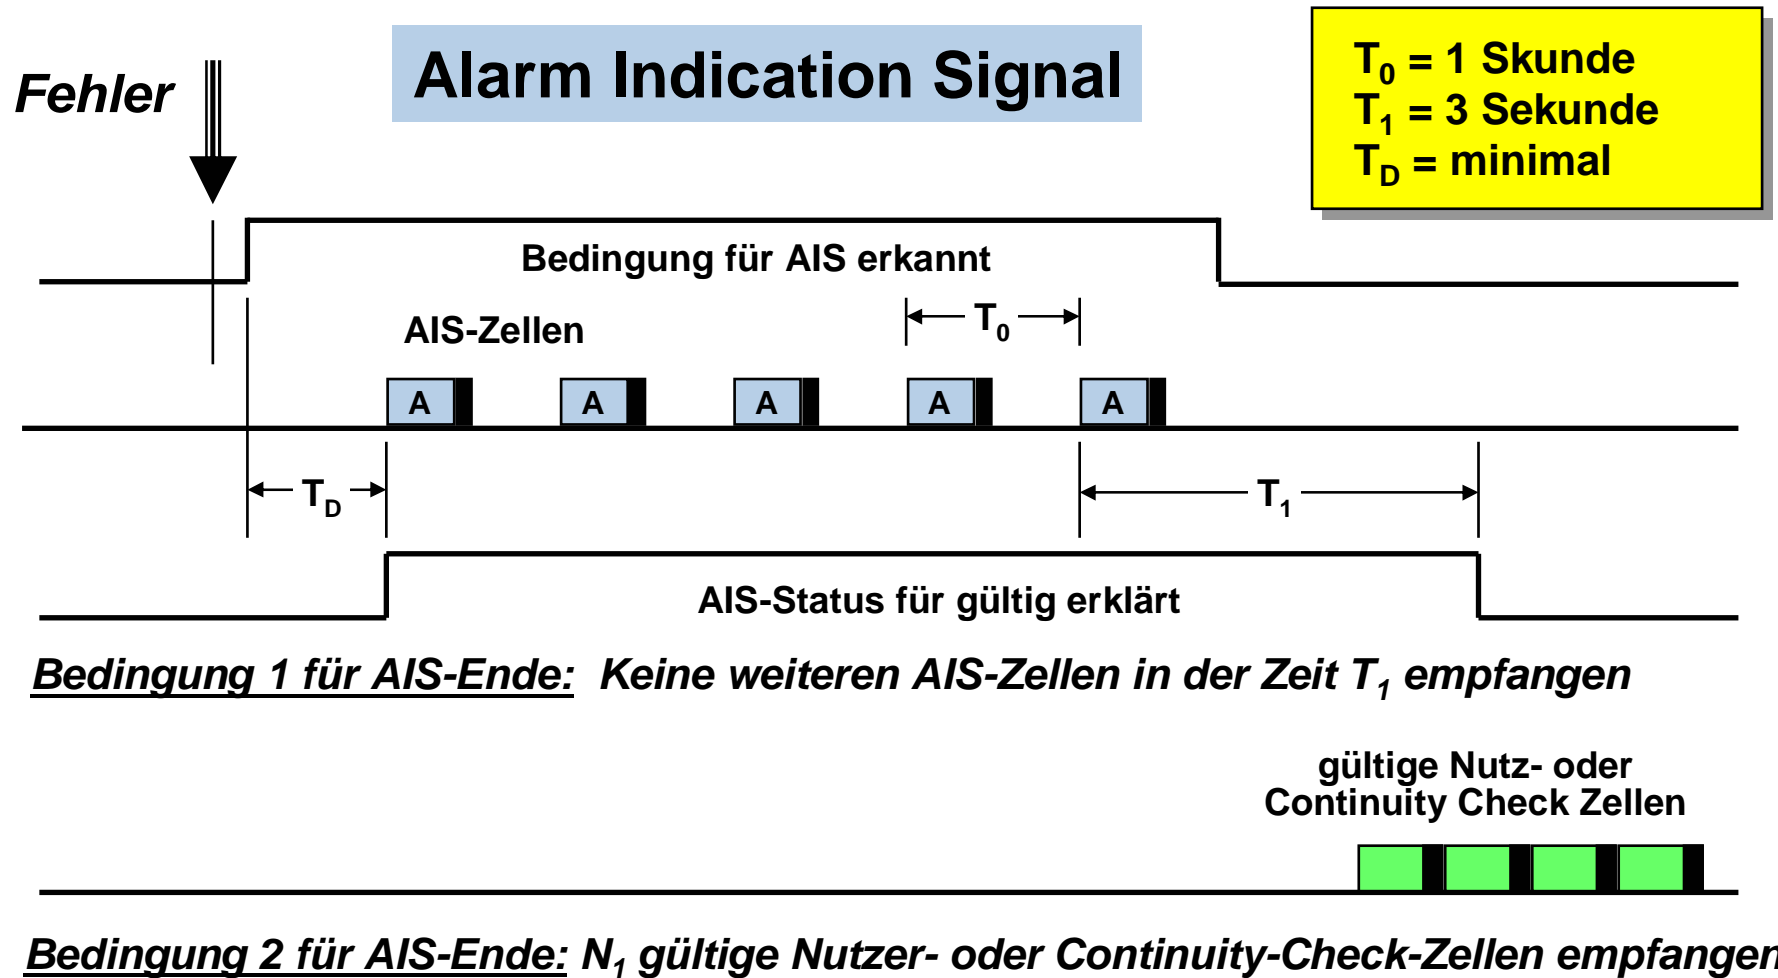 Alarm Indication Signal
Fehler
T₀ = 1 Skunde
T₁ = 3 Sekunde
T_D = minimal
Bedingung für AIS erkannt
AIS-Zellen
T₀
A A A A A
T_D
T₁
AIS-Status für gültig erklärt
Bedingung 1 für AIS-Ende: Keine weiteren AIS-Zellen in der Zeit T₁ empfangen
gültige Nutz- oder
Continuity Check Zellen
Bedingung 2 für AIS-Ende: N₁ gültige Nutzer- oder Continuity-Check-Zellen empfangen